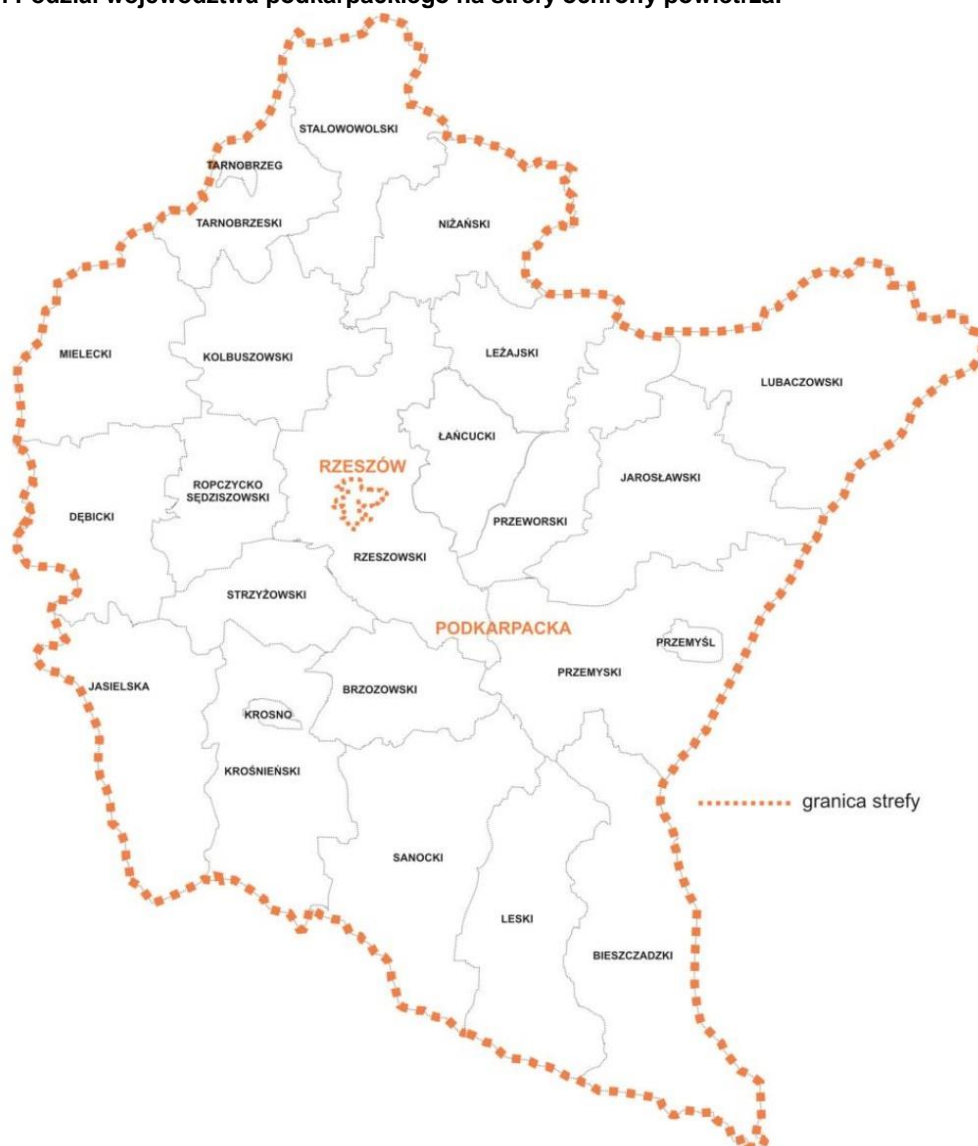 Podział województwa podkarpackiego na strefy ochrony powietrza.
STALOWOWOLSKI
TARNOBRZEG
TARNOBRZESKI
NIŻAŃSKI
MIELECKI
KOLBUSZOWSKI
LEŻAJSKI
LUBACZOWSKI
ŁAŃCUCKI
RZESZÓW
ROPCZYCKO
SĘDZISZOWSKI
JAROSŁAWSKI
DĘBICKI
PRZEWORSKI
RZESZOWSKI
STRZYŻOWSKI
PODKARPACKA
PRZEMYŚL
PRZEMYSKI
JASIELSKA
BRZOZOWSKI
KROSNO
KROŚNIEŃSKI
granica strefy
SANOCKI
LESKI
BIESZCZADZKI